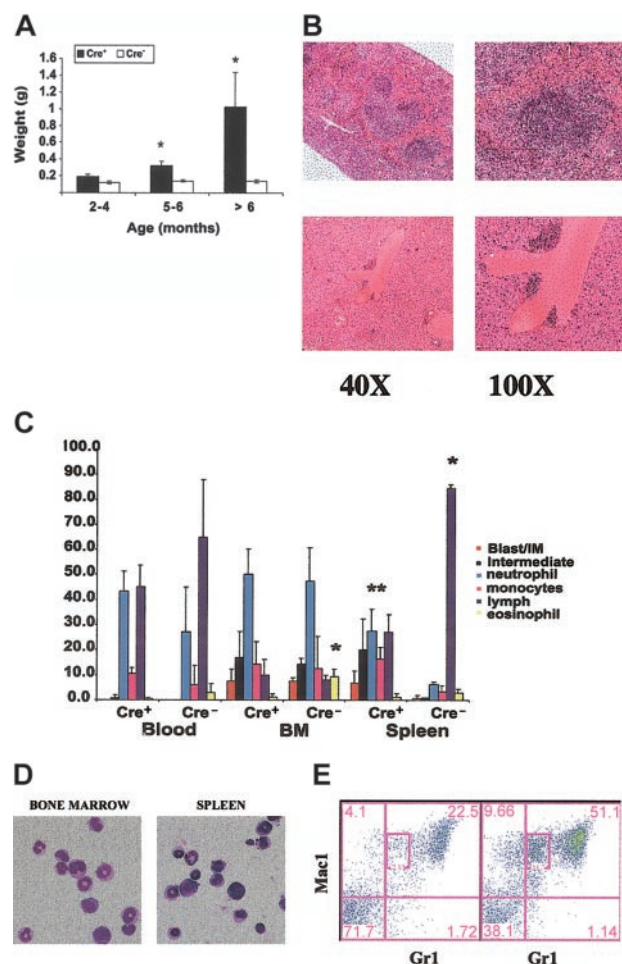 A
Cre⁺ Cre⁻
Weight (g)
1.6
1.4
1.2
1.0
0.8
0.6
0.4
0.2
*
*
2-4 5-6 > 6
Age (months)
B
40X 100X
C
100.0
90.0
80.0
70.0
60.0
50.0
40.0
30.0
20.0
10.0
0.0
*
**
*
Blast/IM
Intermediate
neutrophil
monocytes
lymph
eosinophil
Cre⁺ Cre⁻ Cre⁺ Cre⁻ Cre⁺ Cre⁻
Blood BM Spleen
D
BONE MARROW SPLEEN
E
Mac1
4.1 22.5 9.66 51.1
71.7 1.72 38.1 1.14
Gr1 Gr1